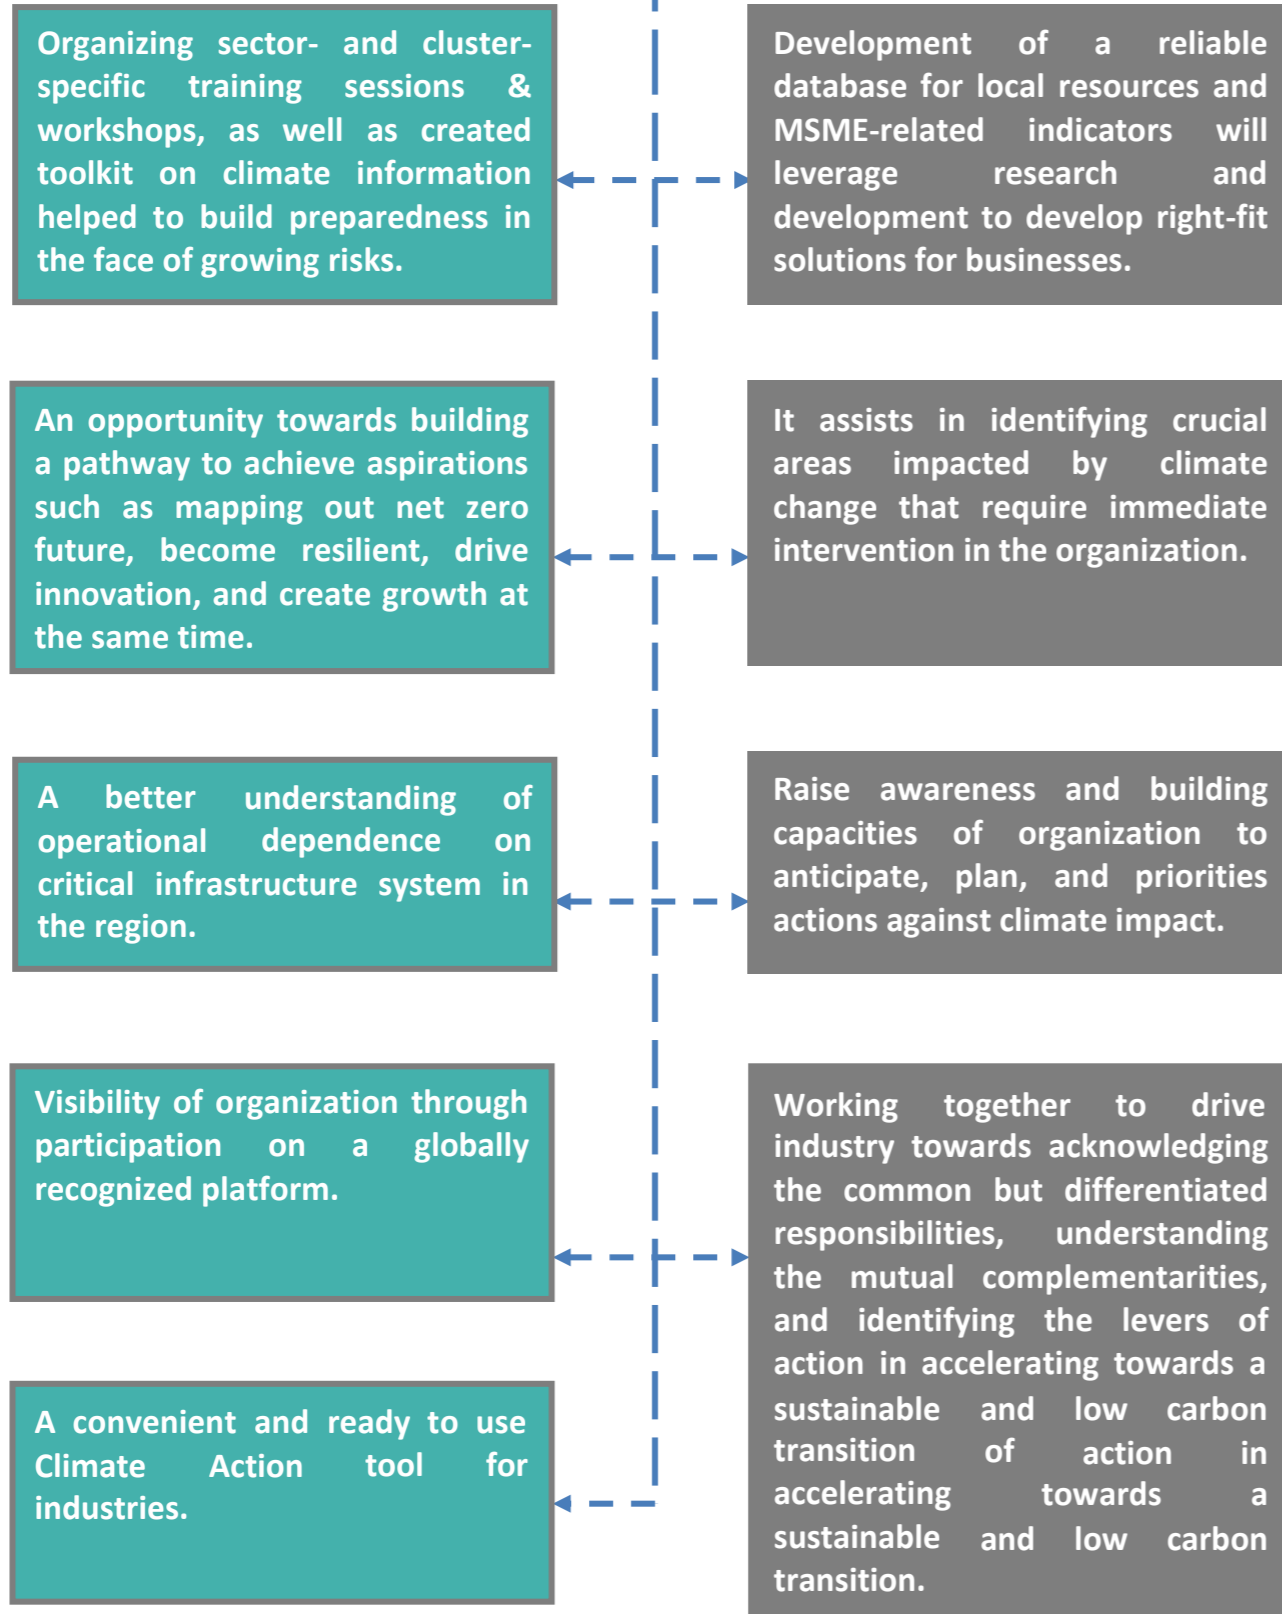 Organizing sector- and cluster-
specific training sessions &
workshops, as well as created
toolkit on climate information
helped to build preparedness in
the face of growing risks.
Development of a reliable
database for local resources and
MSME-related indicators will
leverage research and
development to develop right-fit
solutions for businesses.
An opportunity towards building
a pathway to achieve aspirations
such as mapping out net zero
future, become resilient, drive
innovation, and create growth at
the same time.
It assists in identifying crucial
areas impacted by climate
change that require immediate
intervention in the organization.
A better understanding of
operational dependence on
critical infrastructure system in
the region.
Raise awareness and building
capacities of organization to
anticipate, plan, and priorities
actions against climate impact.
Visibility of organization through
participation on a globally
recognized platform.
Working together to drive
industry towards acknowledging
the common but differentiated
responsibilities, understanding
the mutual complementarities,
and identifying the levers of
action in accelerating towards a
sustainable and low carbon
transition of action in
accelerating towards a
sustainable and low carbon
transition.
A convenient and ready to use
Climate Action tool for
industries.